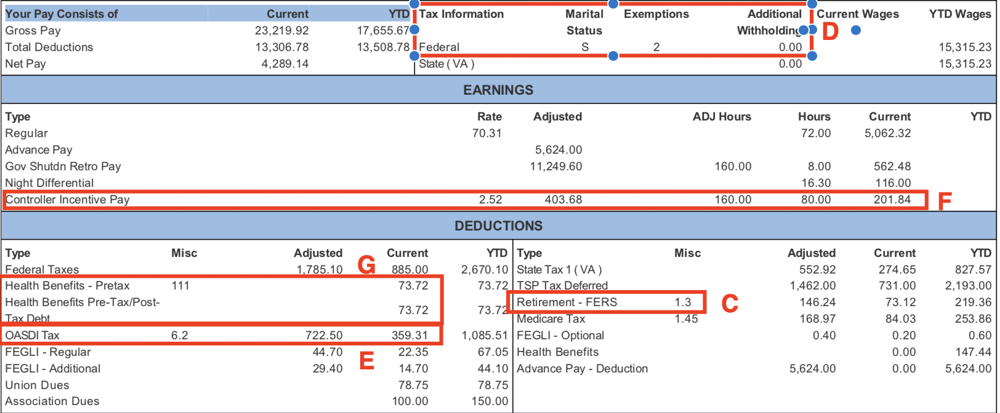 Your Pay Consists of Current YTD Tax Information Marital Exemptions Additional Current Wages YTD Wages
Gross Pay 23,219.92 17,655.67 Status Withholding D
Total Deductions 13,306.78 13,508.78 Federal S 2 0.00 15,315.23
Net Pay 4,289.14 State ( VA ) 0.00 15,315.23
EARNINGS
Type Rate Adjusted ADJ Hours Hours Current YTD
Regular 70.31 72.00 5,062.32
Advance Pay 5,624.00
Gov Shutdn Retro Pay 11,249.60 160.00 8.00 562.48
Night Differential 16.30 116.00
Controller Incentive Pay 2.52 403.68 160.00 80.00 201.84 F
DEDUCTIONS
Type Misc Adjusted Current YTD Type Misc Adjusted Current YTD
Federal Taxes 1,785.10 G 885.00 2,670.10 State Tax 1 ( VA ) 552.92 274.65 827.57
Health Benefits - Pretax 111 73.72 73.72 TSP Tax Deferred 1,462.00 731.00 2,193.00
Health Benefits Pre-Tax/Post- 73.72 73.72 Retirement - FERS 1.3 C 146.24 73.12 219.36
Tax Debt Medicare Tax 1.45 168.97 84.03 253.86
OASDI Tax 6.2 722.50 359.31 1,085.51 FEGLI - Optional 0.40 0.20 0.60
FEGLI - Regular 44.70 E 22.35 67.05 Health Benefits 0.00 147.44
FEGLI - Additional 29.40 14.70 44.10 Advance Pay - Deduction 5,624.00 0.00 5,624.00
Union Dues 78.75 78.75
Association Dues 100.00 150.00